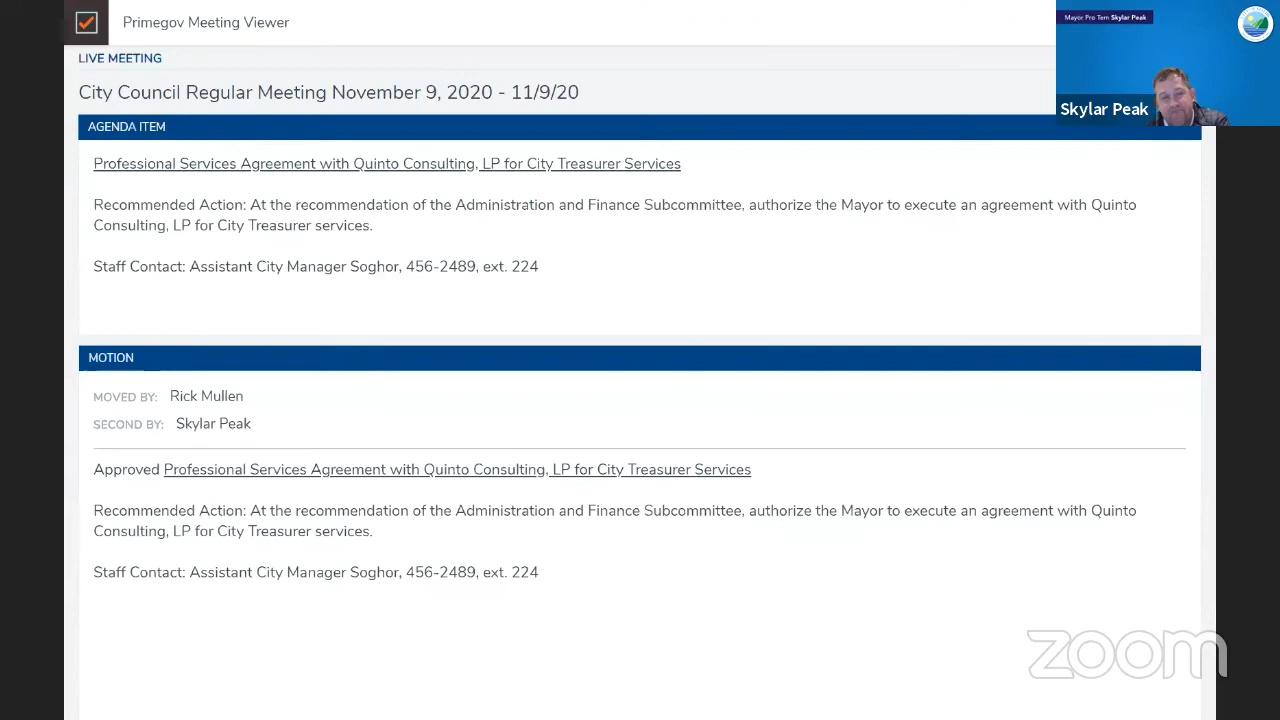 Primegov Meeting Viewer
Mayor Pro Tem Skylar Peak
LIVE MEETING
City Council Regular Meeting November 9, 2020 - 11/9/20
Skylar Peak
AGENDA ITEM
Professional Services Agreement with Quinto Consulting, LP for City Treasurer Services
Recommended Action: At the recommendation of the Administration and Finance Subcommittee, authorize the Mayor to execute an agreement with Quinto
Consulting, LP for City Treasurer services.
Staff Contact: Assistant City Manager Soghor, 456-2489, ext. 224
MOTION
MOVED BY: Rick Mullen
SECOND BY: Skylar Peak
Approved Professional Services Agreement with Quinto Consulting, LP for City Treasurer Services
Recommended Action: At the recommendation of the Administration and Finance Subcommittee, authorize the Mayor to execute an agreement with Quinto
Consulting, LP for City Treasurer services.
Staff Contact: Assistant City Manager Soghor, 456-2489, ext. 224
zoom